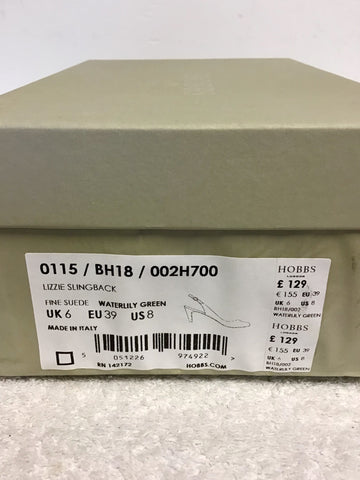 0115 / BH18 / 002H700
LIZZIE SLINGBACK
FINE SUEDE WATERLILY GREEN
UK 6 EU 39 US 8
MADE IN ITALY
5 051226 974922 >
RN 142172 HOBBS.COM
HOBBS
LONDON
£ 129
€ 155 EU 39
UK 6 US 8
BH18/002
WATERLILY GREEN
HOBBS
LONDON
£ 129
€ 155 EU 39
UK 6 US 8
BH18/002
WATERLILY GREEN